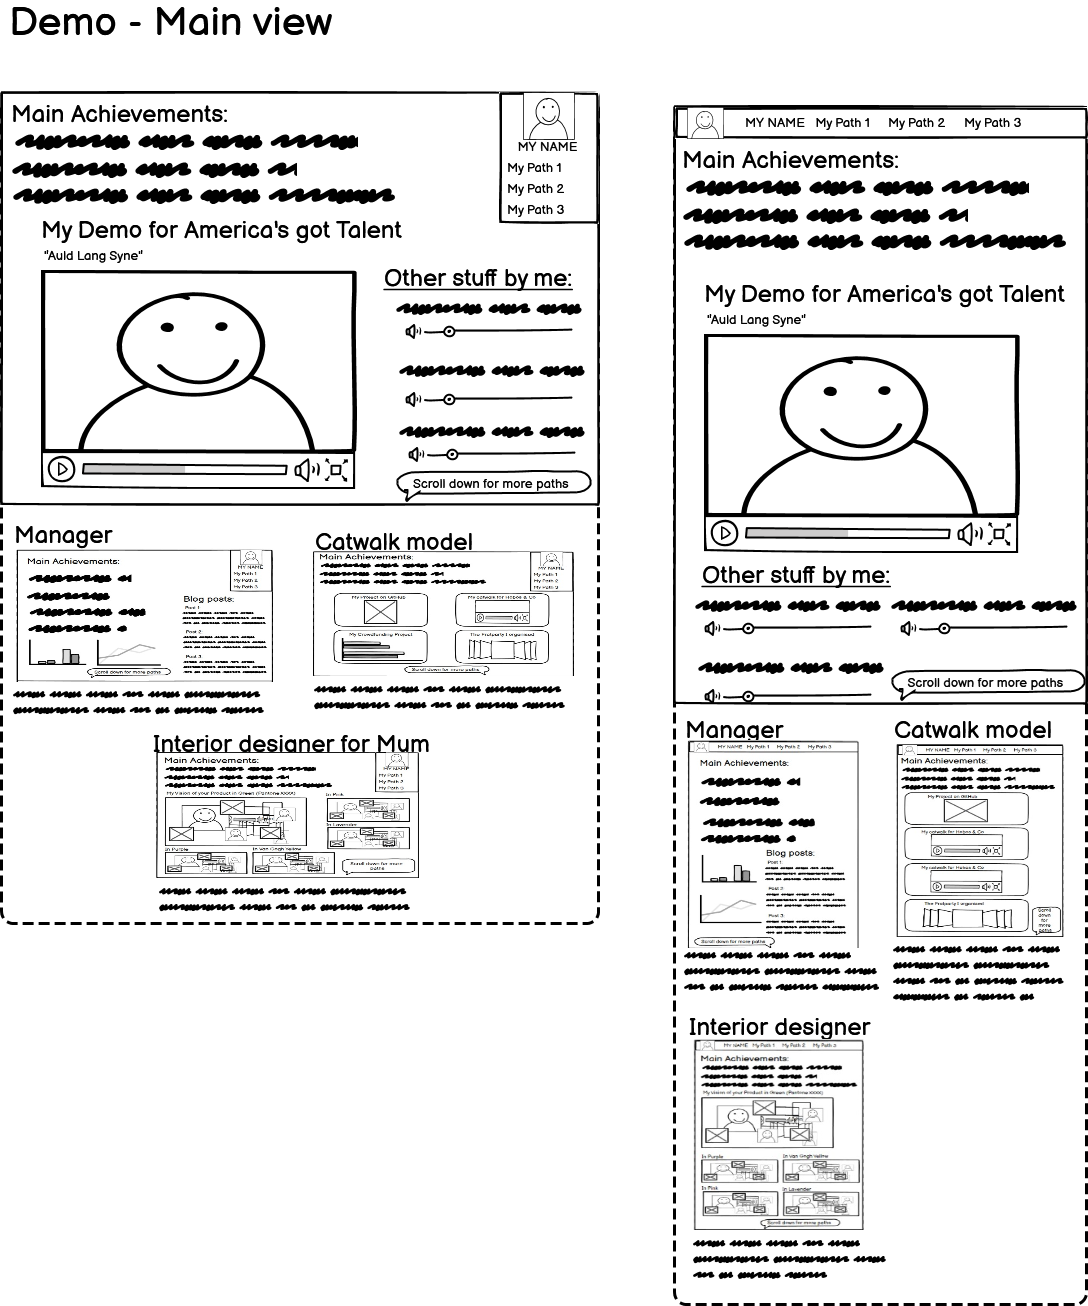 Demo - Main view
Main Achievements:
MY NAME
My Path 1
My Path 2
My Path 3
My Demo for America's got Talent
"Auld Lang Syne"
Other stuff by me:
Scroll down for more paths
Manager
Main Achievements:
MY NAME
My Path 1
My Path 2
My Path 3
Blog posts:
Post 1
Post 2
Post 3
Scroll down for more paths
Catwalk model
Main Achievements:
MY NAME
My Path 1
My Path 2
My Path 3
My Project on GitHub
My catwalk for Hobos & Co
My Crowdfunding Project
The Fratparty I organised
Scroll down for more paths
Interior designer for Mum
Main Achievements:
MY NAME
My Path 1
My Path 2
My Path 3
My Vision of your Product in Green (Pantone XXXX)
In Pink
In Lavender
In Purple
In Van Gogh Yellow
Scroll down for more
paths
MY NAME My Path 1 My Path 2 My Path 3
Main Achievements:
My Demo for America's got Talent
"Auld Lang Syne"
Other stuff by me:
Scroll down for more paths
Manager
MY NAME My Path 1 My Path 2 My Path 3
Main Achievements:
Blog posts:
Post 1
Post 2
Post 3
Scroll down for more paths
Catwalk model
MY NAME My Path 1 My Path 2 My Path 3
Main Achievements:
My Project on GitHub
My catwalk for Hobos & Co
My catwalk for Hobos & Co
The Fratparty I organised
down
for
more
paths
Interior designer
MY NAME My Path 1 My Path 2 My Path 3
Main Achievements:
My Vision of your Product in Green (Pantone XXXX)
In Purple
In Van Gogh Yellow
In Pink
In Lavender
Scroll down for more paths